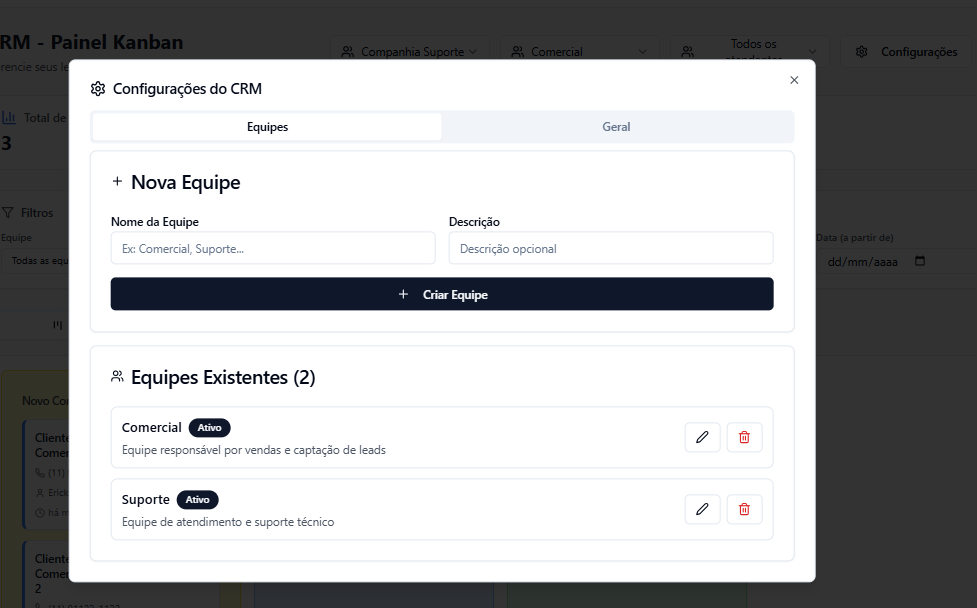 RM - Painel Kanban
rencie seus le
Companhia Suporte
Comercial
Todos os
Configurações
Total de
3
Filtros
Equipe
Todas as equ
Data (a partir de)
dd/mm/aaaa
Configurações do CRM
Equipes
Geral
+ Nova Equipe
Nome da Equipe
Descrição
Ex: Comercial, Suporte...
Descrição opcional
+ Criar Equipe
Equipes Existentes (2)
Comercial
Ativo
Equipe responsável por vendas e captação de leads
Suporte
Ativo
Equipe de atendimento e suporte técnico
Novo Con
Cliente
Comer
(11)
Erick
há m
Cliente
Comer
2